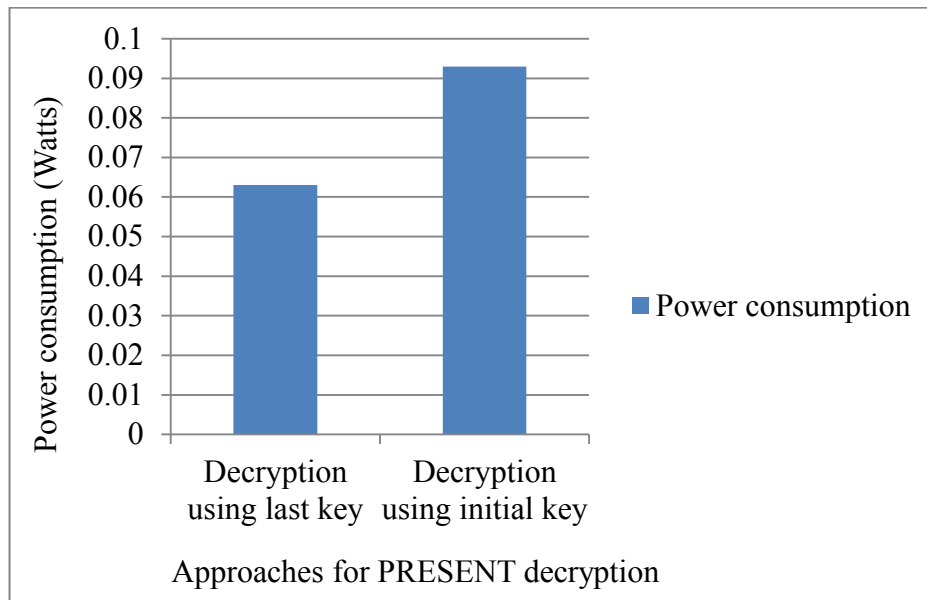 Power consumption (Watts)
0.1
0.09
0.08
0.07
0.06
0.05
0.04
0.03
0.02
0.01
0
Decryption
using last key
Decryption
using initial key
Approaches for PRESENT decryption
Power consumption